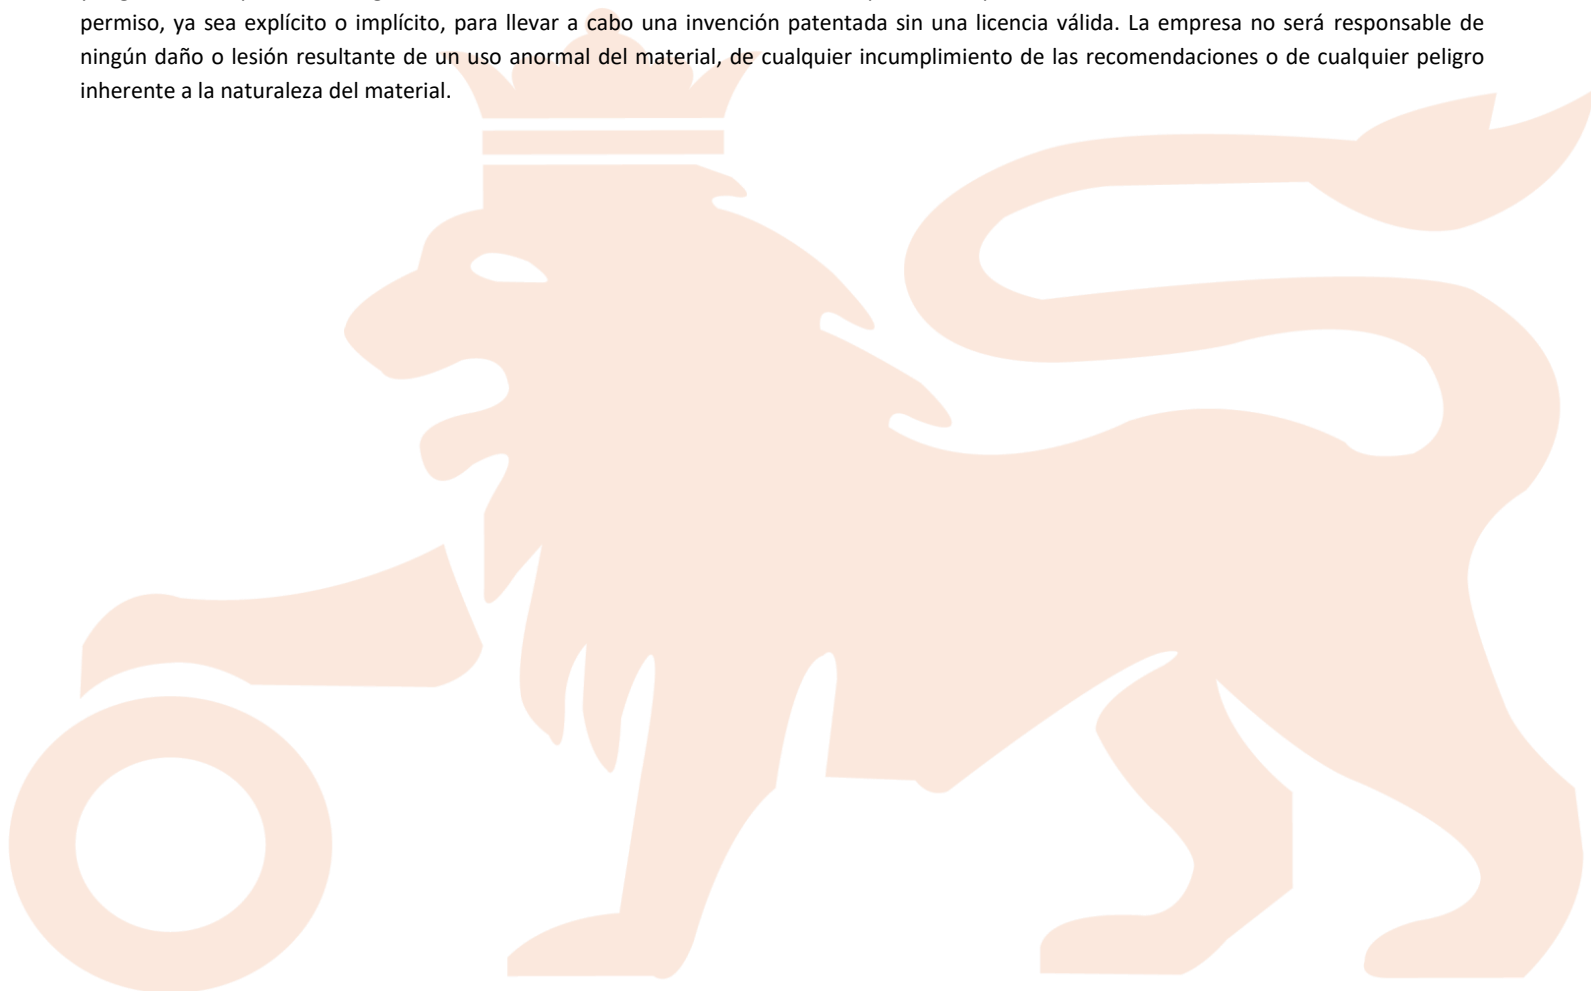 permiso, ya sea explícito o implícito, para llevar a cabo una invención patentada sin una licencia válida. La empresa no será responsable de
ningún daño o lesión resultante de un uso anormal del material, de cualquier incumplimiento de las recomendaciones o de cualquier peligro
inherente a la naturaleza del material.